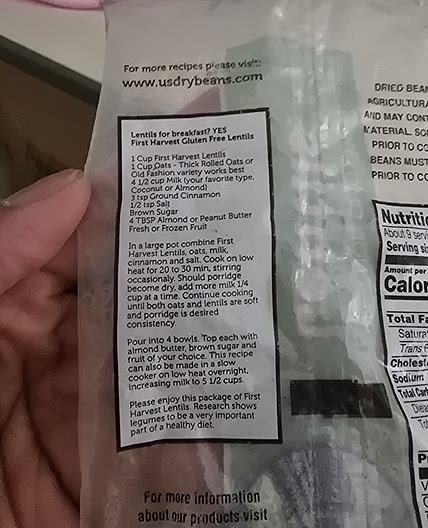 For more recipes please visit:
www.usdrybeans.com
Lentils for breakfast? YES
First Harvest Gluten Free Lentils
1 Cup First Harvest Lentils
1 Cup Oats - Thick Rolled Oats or
Old Fashion variety works best
4 1/2 cup Milk (your favorite type,
Coconut or Almond)
3 tsp Ground Cinnamon
1/2 tsp Salt
Brown Sugar
4 TBSP Almond or Peanut Butter
Fresh or Frozen Fruit
In a large pot combine First
Harvest Lentils, oats, milk,
cinnamon and salt. Cook on low
heat for 20 to 30 min, stirring
occasionaly. Should porridge
become dry, add more milk 1/4
cup at a time. Continue cooking
until both oats and lentils are soft
and porridge is desired
consistency.
Pour into 4 bowls. Top each with
almond butter, brown sugar and
fruit of your choice. This recipe
can also be made in a slow
cooker on low heat overnight,
increasing milk to 5 1/2 cups.
Please enjoy this package of First
Harvest Lentils. Research shows
legumes to be a very important
part of a healthy diet.
For more information
about our products visit
DRIED BEA
AGRICULTURA
AND MAY CONT
MATERIAL. SO
PRIOR TO CO
BEANS MUST
PRIOR TO CO
Nutriti
About 9 servi
Serving si
Amount per
Calor
Total Fa
Satura
Trans F
Cholest
Sodium
Total Carb
Diea
Tot
P